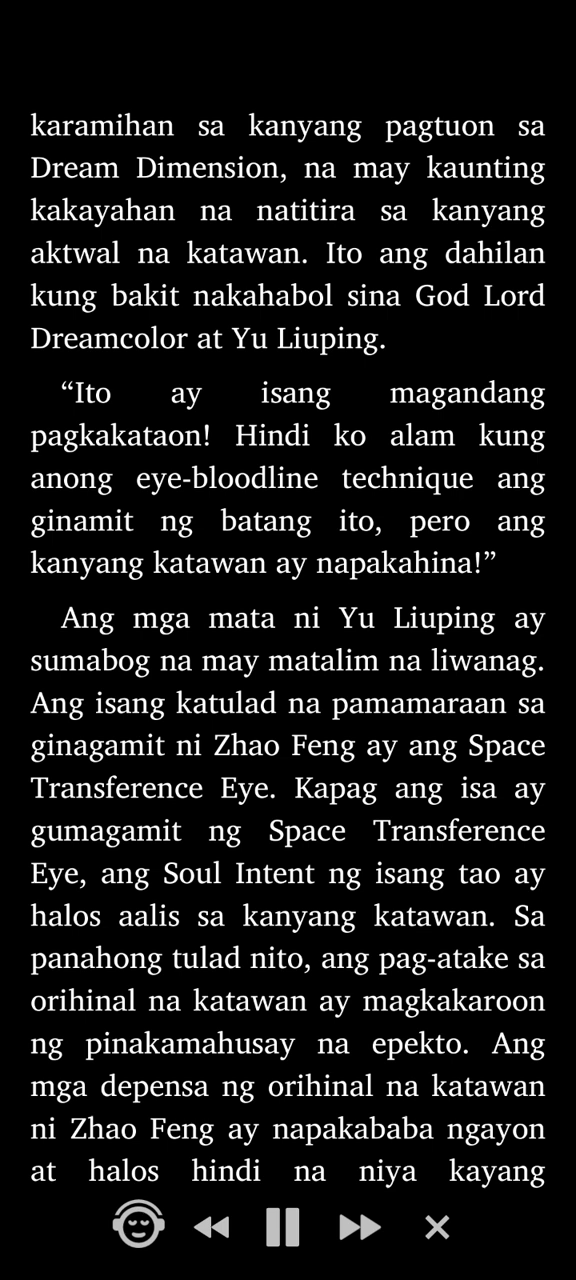 karamihan sa kanyang pagtuon sa
Dream Dimension, na may kaunting
kakayahan na natitira sa kanyang
aktwal na katawan. Ito ang dahilan
kung bakit nakahabol sina God Lord
Dreamcolor at Yu Liuping.
“Ito ay isang magandang
pagkakataon! Hindi ko alam kung
anong eye-bloodline technique ang
ginamit ng batang ito, pero ang
kanyang katawan ay napakahina!”
Ang mga mata ni Yu Liuping ay
sumabog na may matalim na liwanag.
Ang isang katulad na pamamaraan sa
ginagamit ni Zhao Feng ay ang Space
Transference Eye. Kapag ang isa ay
gumagamit ng Space Transference
Eye, ang Soul Intent ng isang tao ay
halos aalis sa kanyang katawan. Sa
panahong tulad nito, ang pag-atake sa
orihinal na katawan ay magkakaroon
ng pinakamahusay na epekto. Ang
mga depensa ng orihinal na katawan
ni Zhao Feng ay napakababa ngayon
at halos hindi na niya kayang